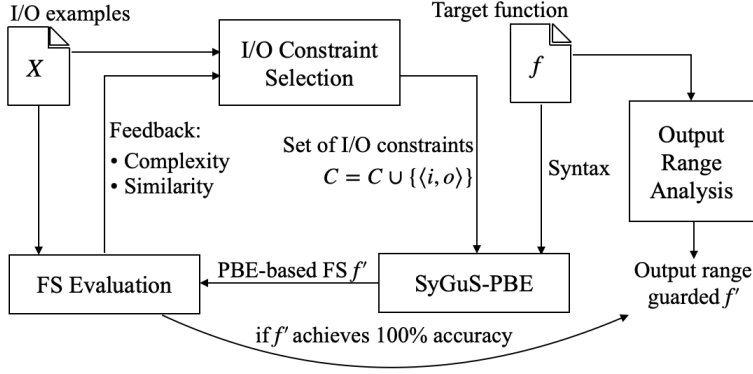 I/O examples
X
I/O Constraint
Selection
Target function
f
Output
Range
Analysis
Feedback:
• Complexity
• Similarity
Set of I/O constraints
C = C ∪ {⟨i, o⟩}
Syntax
FS Evaluation
PBE-based FS f′
SyGuS-PBE
Output range
guarded f′
if f′ achieves 100% accuracy